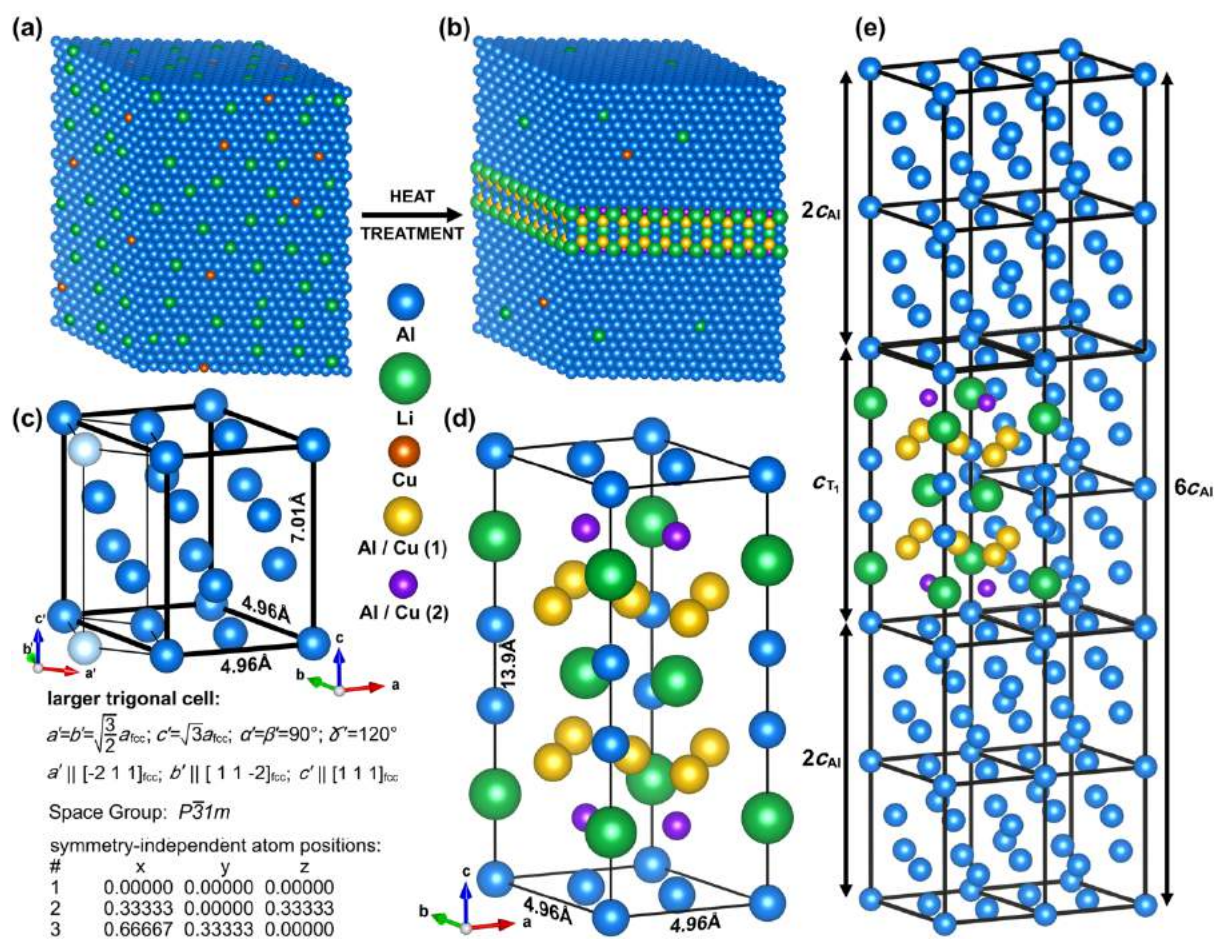 (a)
(b)
(e)
HEAT
TREATMENT
Al
Li
Cu
Al / Cu (1)
Al / Cu (2)
(c)
7.01Å
4.96Å
4.96Å
c'
b'
a'
c
b
a
larger trigonal cell:
a'=b'=√(3/2) a_fcc; c'=√3 a_fcc; α'=β'=90°; ɣ'=120°
a' || [-2 1 1]fcc; b' || [ 1 1 -2]fcc; c' || [1 1 1]fcc
Space Group: P3̅1m
symmetry-independent atom positions:
# x y z
1 0.00000 0.00000 0.00000
2 0.33333 0.00000 0.33333
3 0.66667 0.33333 0.00000
(d)
13.9Å
4.96Å
4.96Å
c
b
a
2cAl
cT1
2cAl
6cAl